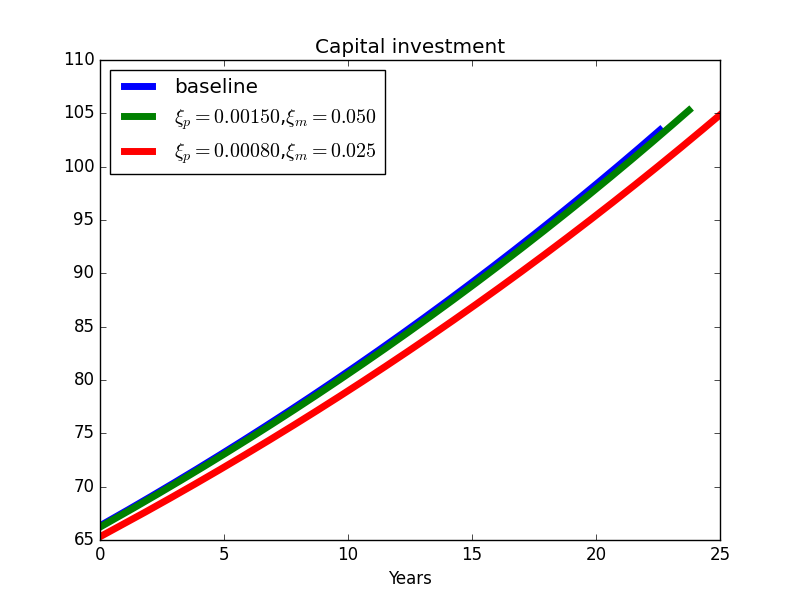 Capital investment
110
105
100
95
90
85
80
75
70
65
baseline
ξp = 0.00150,ξm = 0.050
ξp = 0.00080,ξm = 0.025
0 5 10 15 20 25
Years